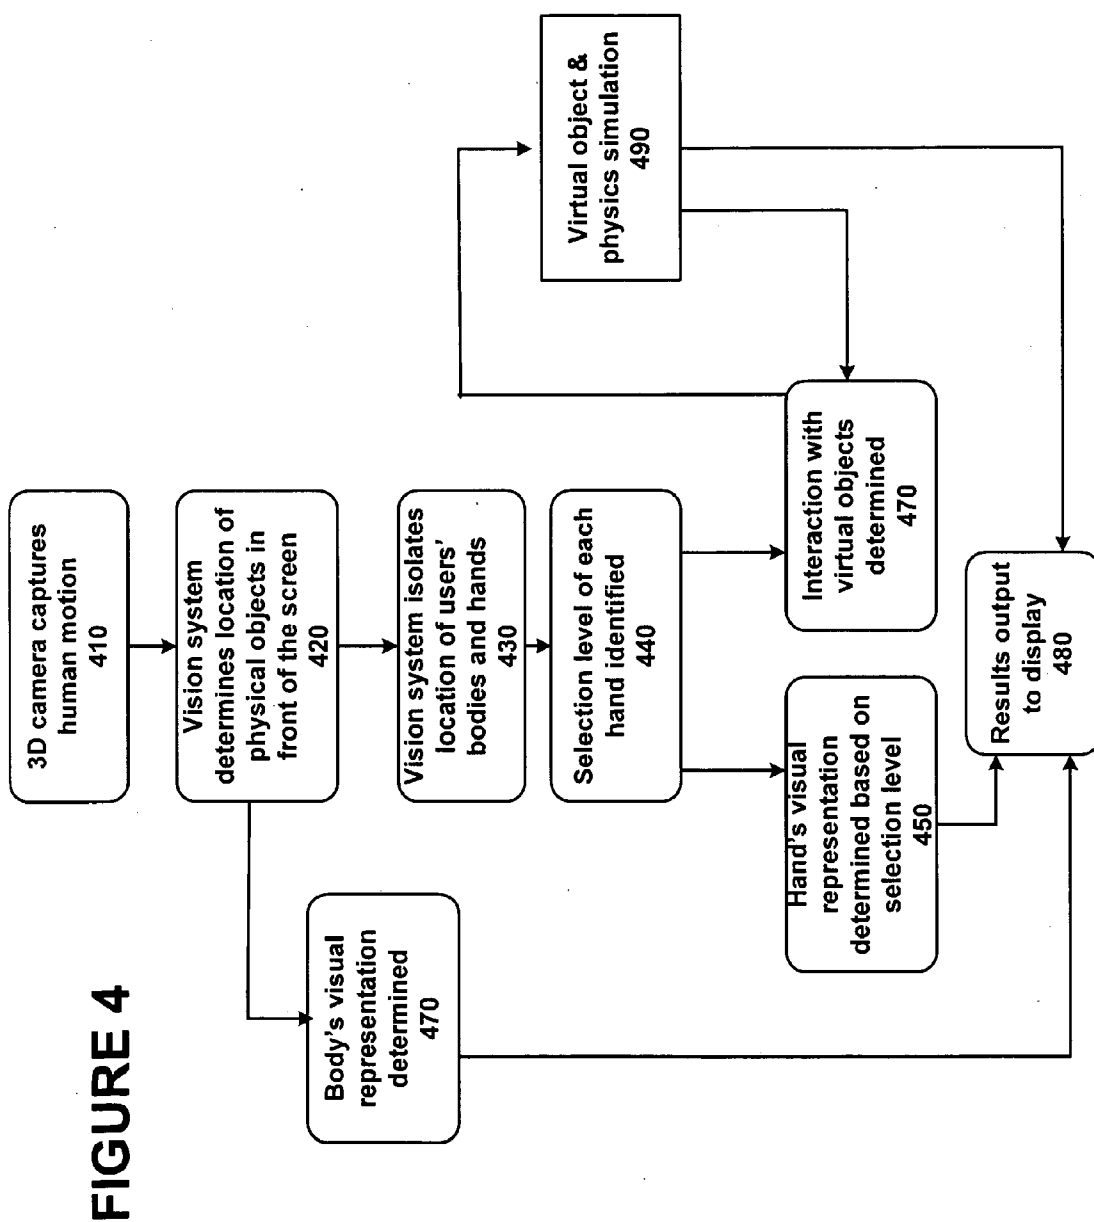 FIGURE 4
3D camera captures
human motion
410
Vision system
determines location of
physical objects in
front of the screen
420
Body's visual
representation
determined
470
Vision system isolates
location of users'
bodies and hands
430
Selection level of each
hand identified
440
Hand's visual
representation
determined based on
selection level
450
Interaction with
virtual objects
determined
470
Virtual object &
physics simulation
490
Results output
to display
480